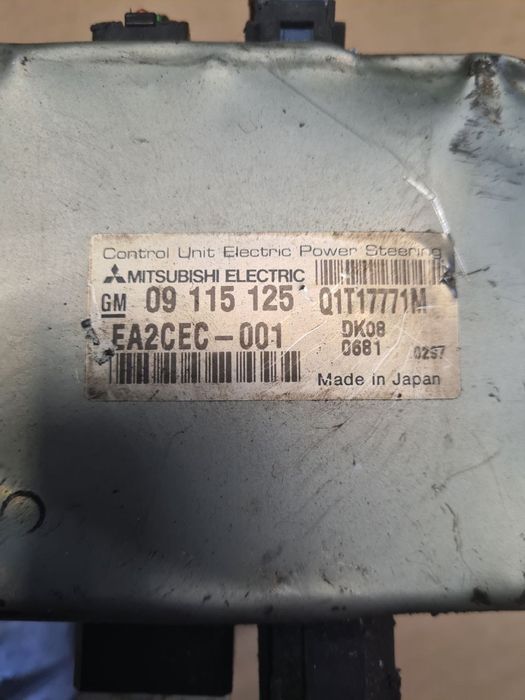 Control Unit Electric Power Steering
MITSUBISHI ELECTRIC
GM 09 115 125 Q1T17771M
EA2CEC-001 DK08
0681 0257
Made in Japan